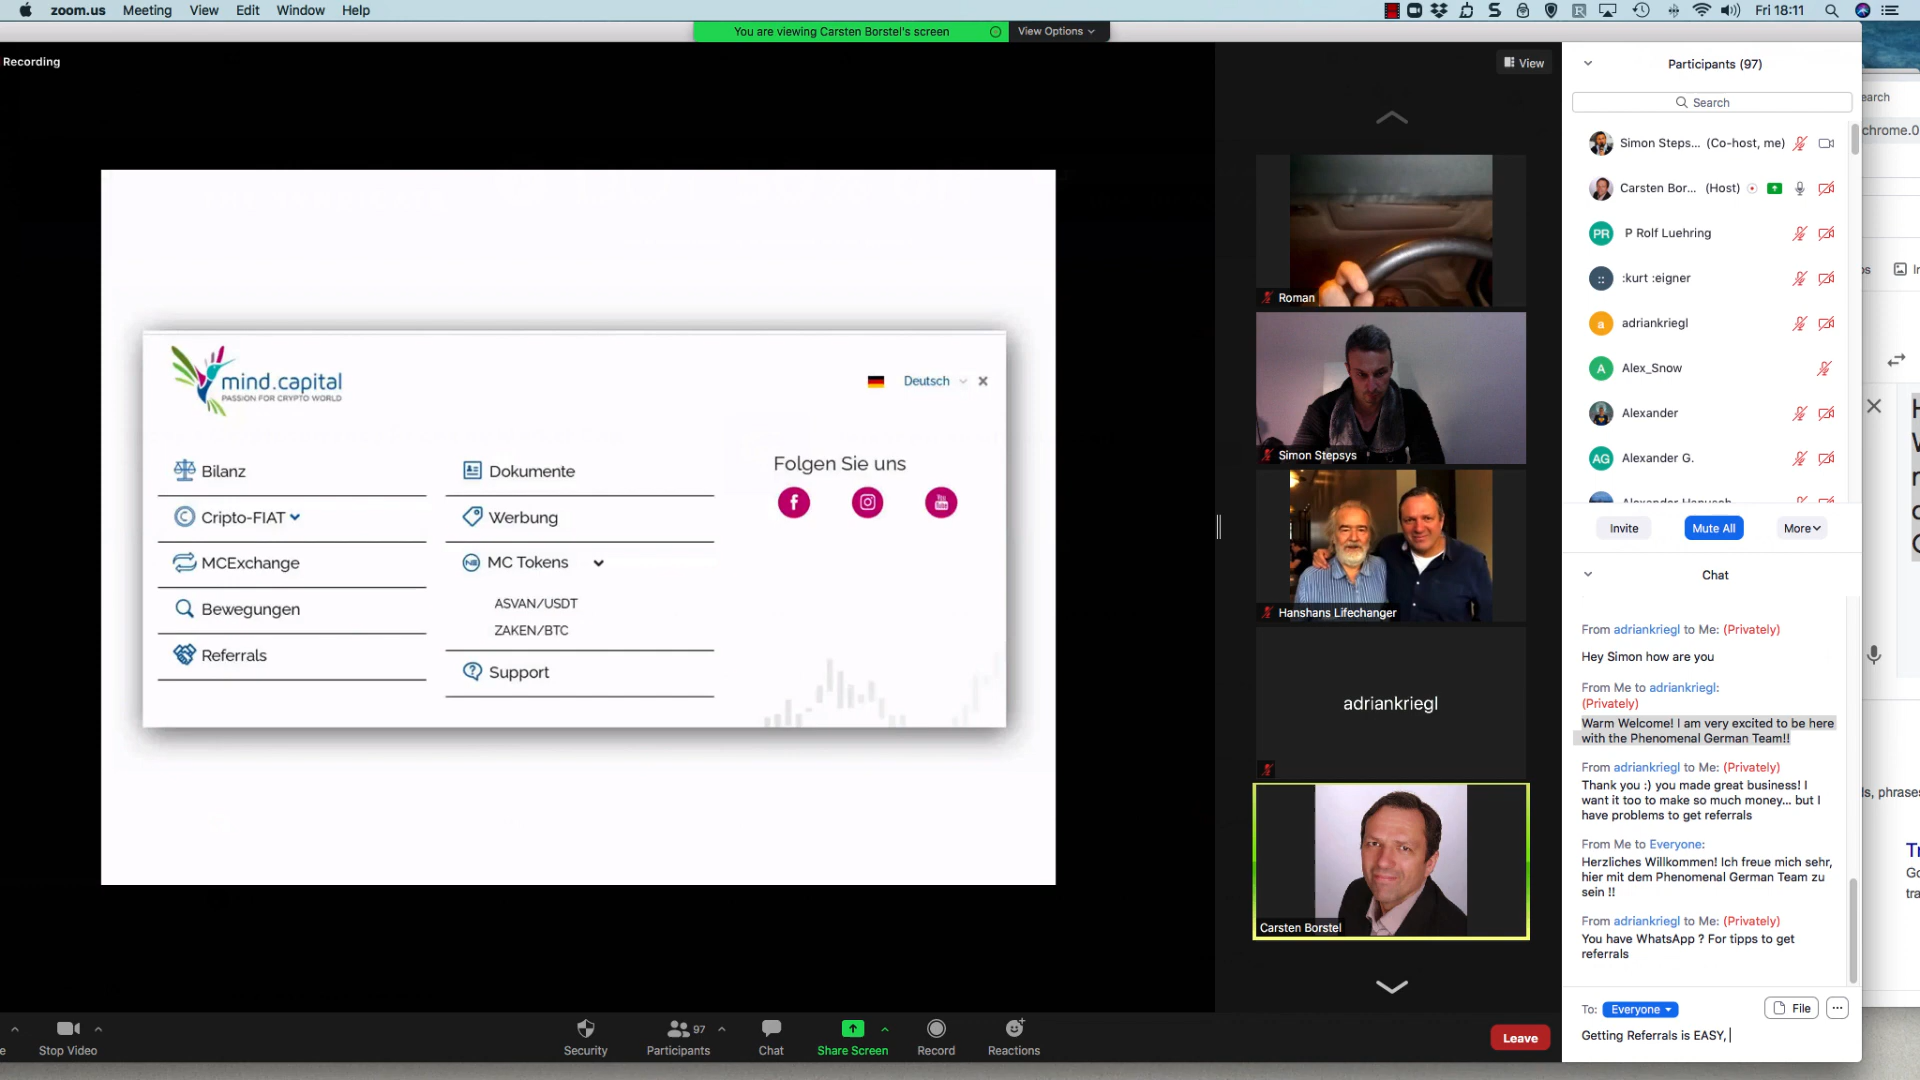 zoom.us Meeting View Edit Window Help
Fri 18:11
You are viewing Carsten Borstel's screen
View Options
Recording
View
mind.capital
PASSION FOR CRYPTO WORLD
Deutsch
Bilanz
Cripto-FIAT
MCExchange
Bewegungen
Referrals
Dokumente
Werbung
MC Tokens
ASVAN/USDT
ZAKEN/BTC
Support
Folgen Sie uns
You
Roman
Simon Stepsys
Hanshans Lifechanger
adriankriegl
Carsten Borstel
Participants (97)
Search
Simon Steps... (Co-host, me)
Carsten Bor... (Host)
PR P Rolf Luehring
:: :kurt :eigner
a adriankriegl
A Alex_Snow
Alexander
AG Alexander G.
Invite
Mute All
More
Chat
From adriankriegl to Me: (Privately)
Hey Simon how are you
From Me to adriankriegl:
(Privately)
Warm Welcome! I am very excited to be here
with the Phenomenal German Team!!
From adriankriegl to Me: (Privately)
Thank you :) you made great business! I
want it too to make so much money... but I
have problems to get referrals
From Me to Everyone:
Herzliches Willkommen! Ich freue mich sehr,
hier mit dem Phenomenal German Team zu
sein !!
From adriankriegl to Me: (Privately)
You have WhatsApp ? For tipps to get
referrals
To: Everyone
File
Getting Referrals is EASY,
Stop Video
Security
97
Participants
Chat
Share Screen
Record
Reactions
Leave
earch
chrome.0
ls, phrases